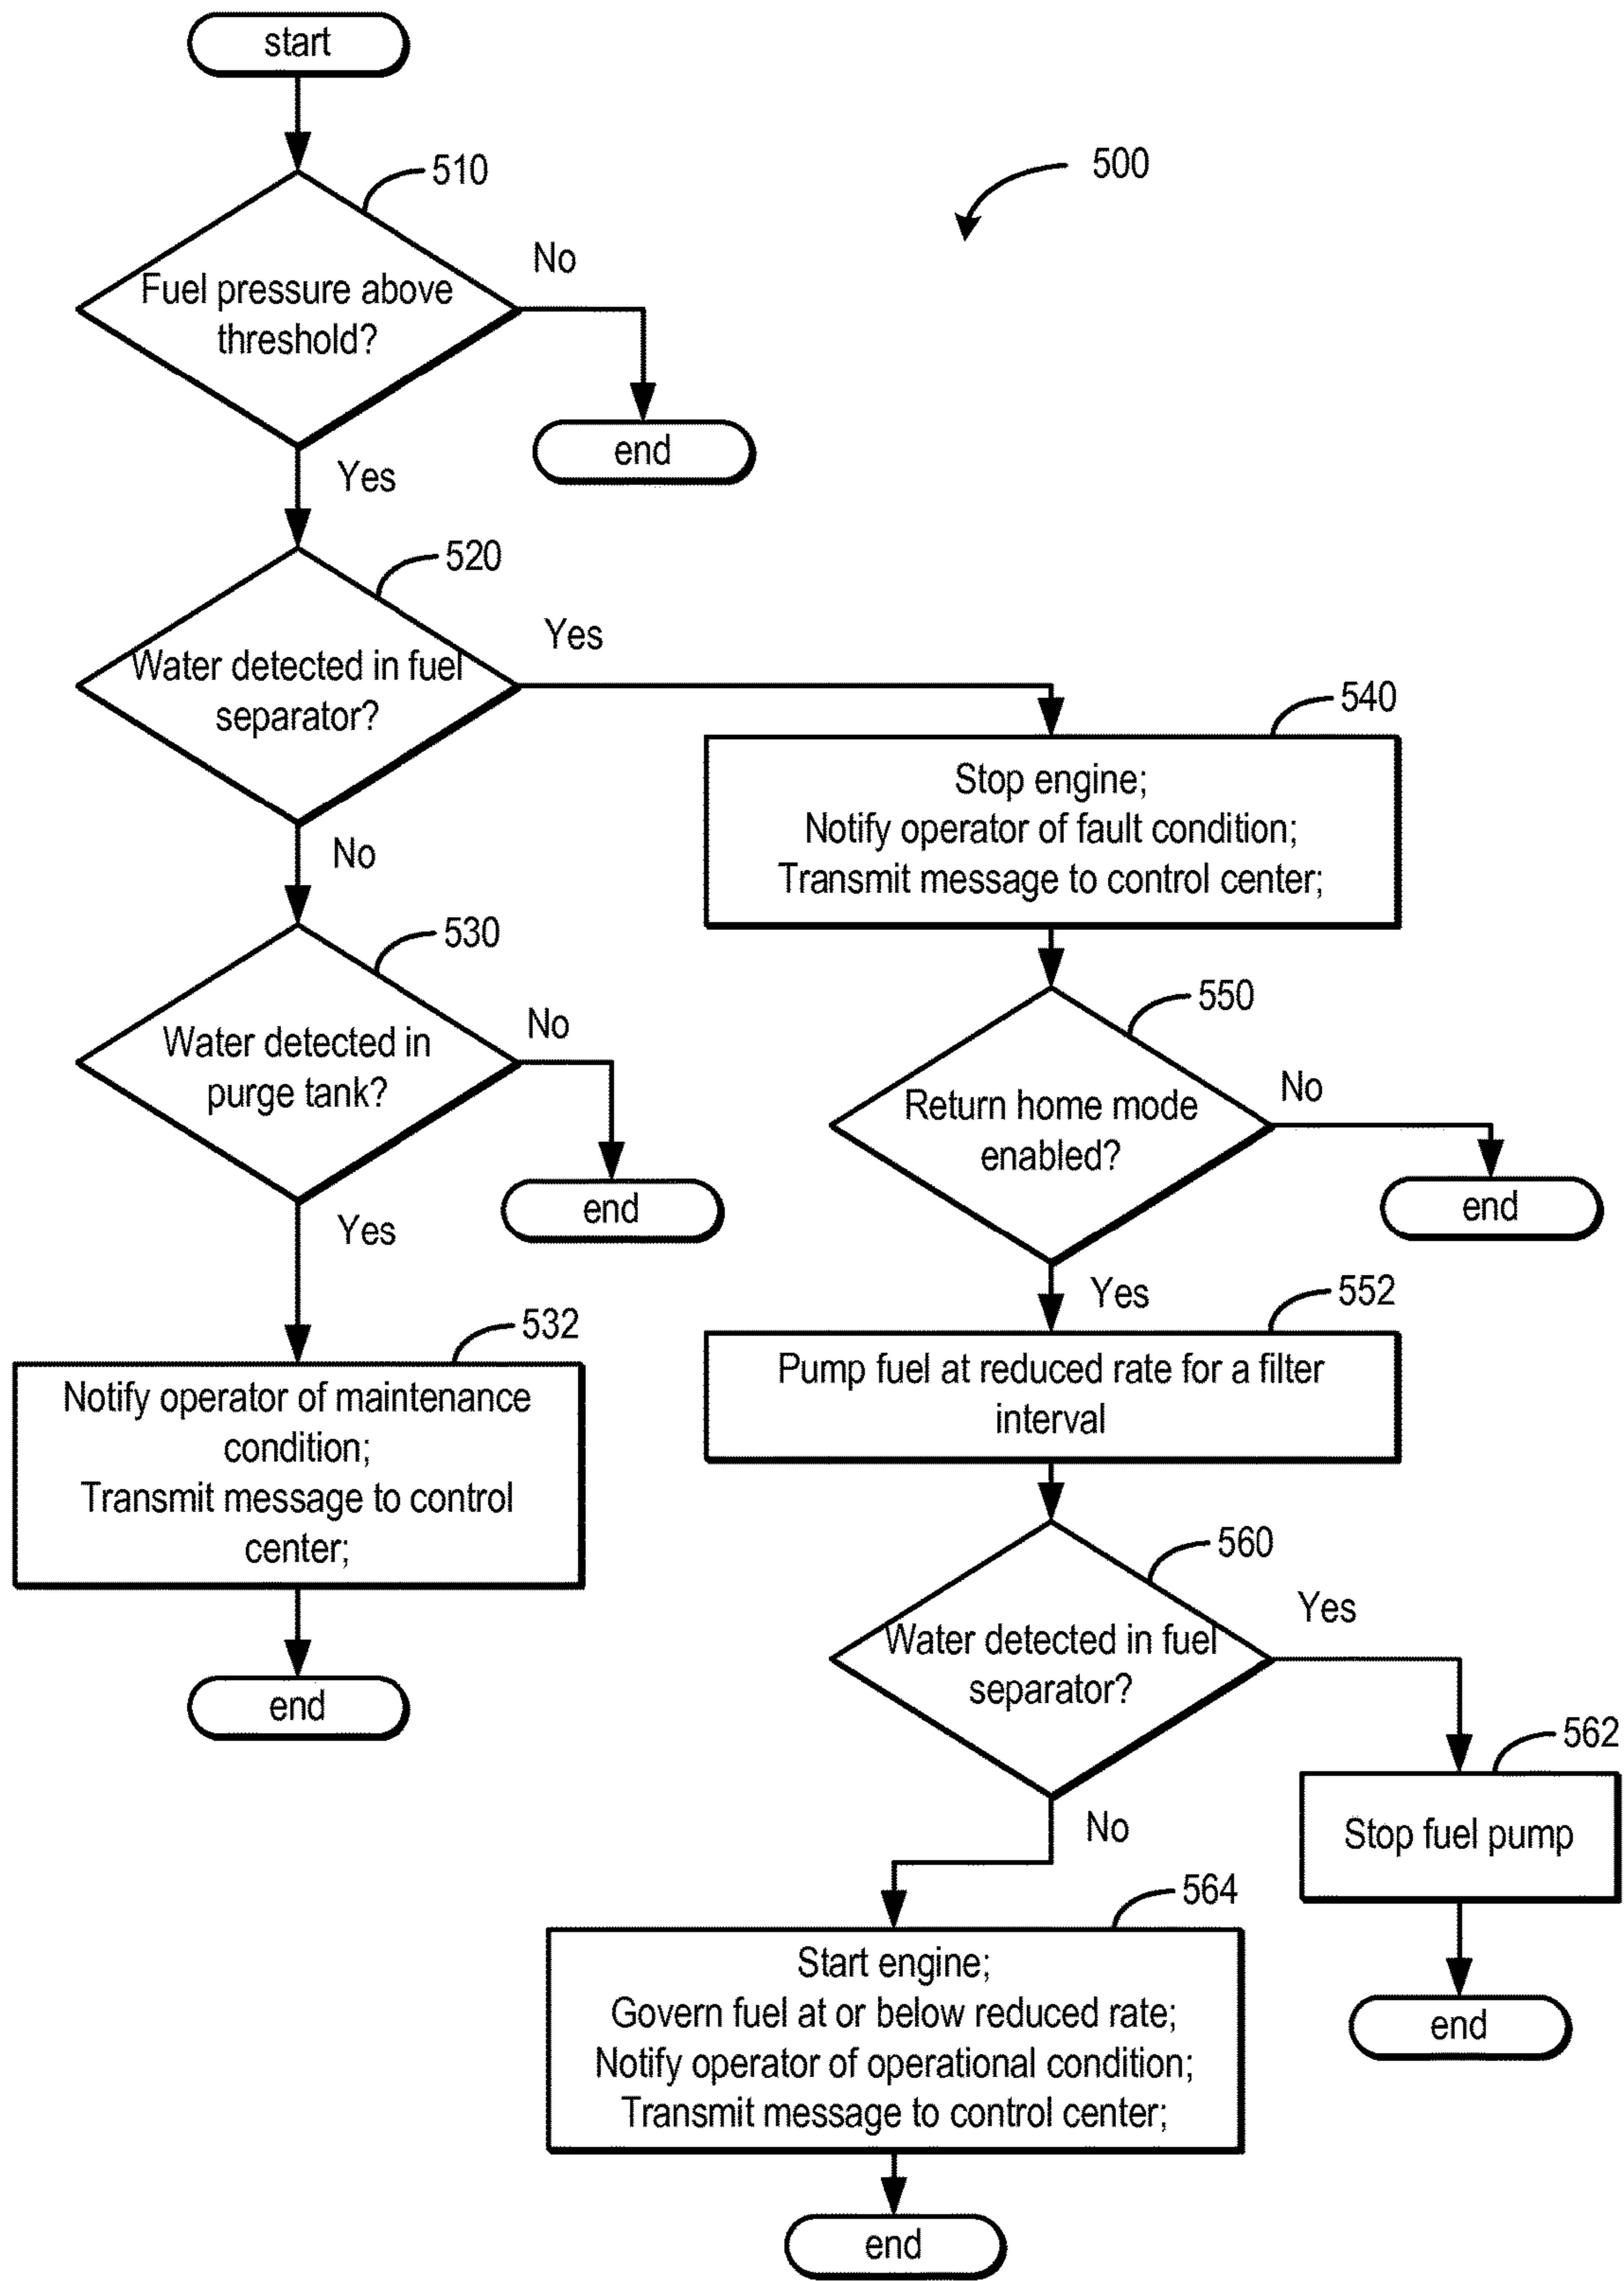 start
510
500
Fuel pressure above
threshold?
No
end
Yes
520
Water detected in fuel
separator?
Yes
No
540
Stop engine;
Notify operator of fault condition;
Transmit message to control center;
530
Water detected in
purge tank?
No
end
Yes
550
Return home mode
enabled?
No
end
Yes
532
Notify operator of maintenance
condition;
Transmit message to control
center;
end
552
Pump fuel at reduced rate for a filter
interval
560
Water detected in fuel
separator?
Yes
562
Stop fuel pump
end
No
564
Start engine;
Govern fuel at or below reduced rate;
Notify operator of operational condition;
Transmit message to control center;
end